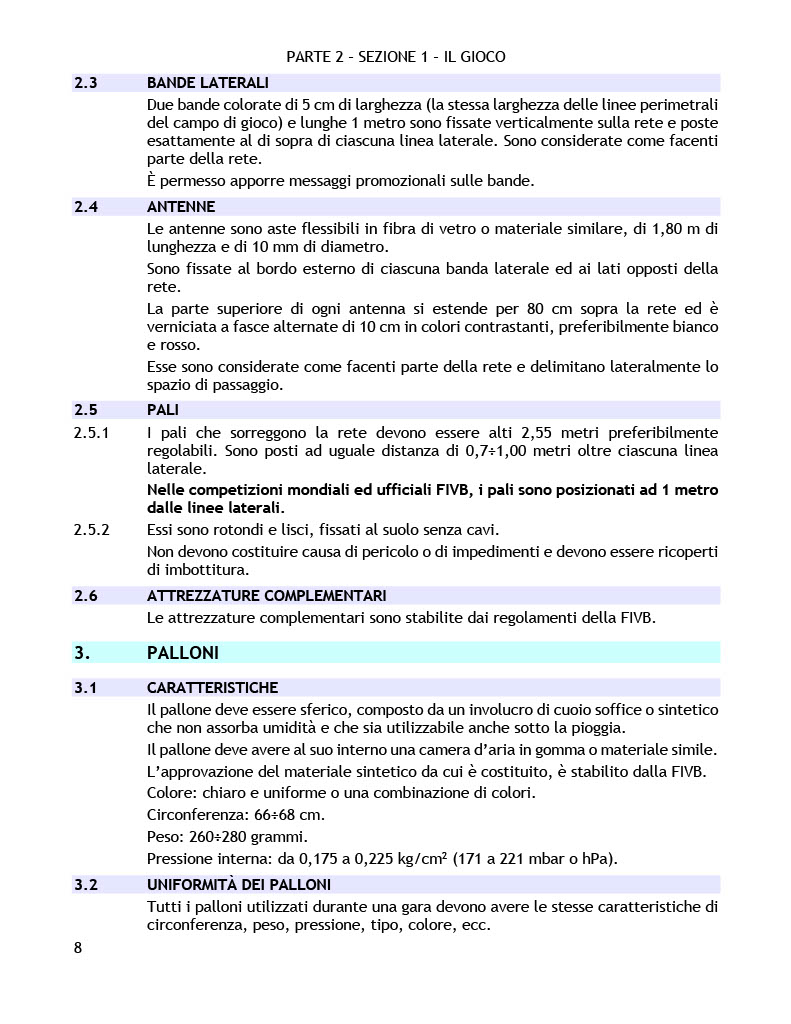 PARTE 2 – SEZIONE 1 – IL GIOCO
2.3 BANDE LATERALI
Due bande colorate di 5 cm di larghezza (la stessa larghezza delle linee perimetrali
del campo di gioco) e lunghe 1 metro sono fissate verticalmente sulla rete e poste
esattamente al di sopra di ciascuna linea laterale. Sono considerate come facenti
parte della rete.
È permesso apporre messaggi promozionali sulle bande.
2.4 ANTENNE
Le antenne sono aste flessibili in fibra di vetro o materiale similare, di 1,80 m di
lunghezza e di 10 mm di diametro.
Sono fissate al bordo esterno di ciascuna banda laterale ed ai lati opposti della
rete.
La parte superiore di ogni antenna si estende per 80 cm sopra la rete ed è
verniciata a fasce alternate di 10 cm in colori contrastanti, preferibilmente bianco
e rosso.
Esse sono considerate come facenti parte della rete e delimitano lateralmente lo
spazio di passaggio.
2.5 PALI
2.5.1 I pali che sorreggono la rete devono essere alti 2,55 metri preferibilmente
regolabili. Sono posti ad uguale distanza di 0,7÷1,00 metri oltre ciascuna linea
laterale.
Nelle competizioni mondiali ed ufficiali FIVB, i pali sono posizionati ad 1 metro
dalle linee laterali.
2.5.2 Essi sono rotondi e lisci, fissati al suolo senza cavi.
Non devono costituire causa di pericolo o di impedimenti e devono essere ricoperti
di imbottitura.
2.6 ATTREZZATURE COMPLEMENTARI
Le attrezzature complementari sono stabilite dai regolamenti della FIVB.
3. PALLONI
3.1 CARATTERISTICHE
Il pallone deve essere sferico, composto da un involucro di cuoio soffice o sintetico
che non assorba umidità e che sia utilizzabile anche sotto la pioggia.
Il pallone deve avere al suo interno una camera d’aria in gomma o materiale simile.
L’approvazione del materiale sintetico da cui è costituito, è stabilito dalla FIVB.
Colore: chiaro e uniforme o una combinazione di colori.
Circonferenza: 66÷68 cm.
Peso: 260÷280 grammi.
Pressione interna: da 0,175 a 0,225 kg/cm² (171 a 221 mbar o hPa).
3.2 UNIFORMITÀ DEI PALLONI
Tutti i palloni utilizzati durante una gara devono avere le stesse caratteristiche di
circonferenza, peso, pressione, tipo, colore, ecc.
8